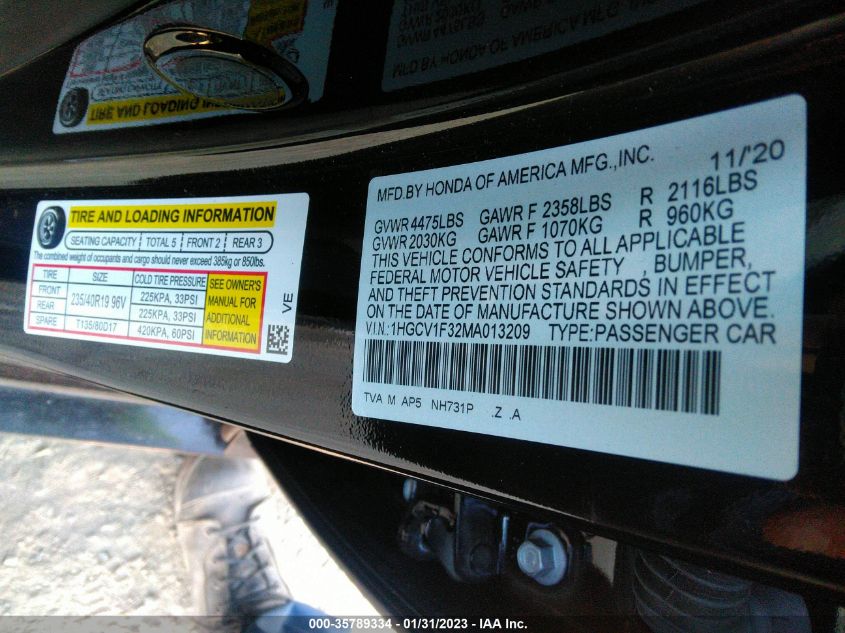 TIRE AND LOADING INFORMATION
SEATING CAPACITY TOTAL 5 FRONT 2 REAR 3
The combined weight of occupants and cargo should never exceed 385kg or 850lbs.
TIRE SIZE COLD TIRE PRESSURE
FRONT 235/40R19 96V 225KPA, 33PSI
REAR 225KPA, 33PSI
SPARE T135/80D17 420KPA, 60PSI
SEE OWNER'S
MANUAL FOR
ADDITIONAL
INFORMATION
VE
MFD.BY HONDA OF AMERICA MFG.,INC. 11/'20
GVWR 4475LBS GAWR F 2358LBS R 2116LBS
GVWR 2030KG GAWR F 1070KG R 960KG
THIS VEHICLE CONFORMS TO ALL APPLICABLE
FEDERAL MOTOR VEHICLE SAFETY , BUMPER,
AND THEFT PREVENTION STANDARDS IN EFFECT
ON THE DATE OF MANUFACTURE SHOWN ABOVE.
V.I.N.:1HGCV1F32MA013209 TYPE:PASSENGER CAR
TVA M AP5 NH731P .Z .A
000-35789334 - 01/31/2023 - IAA Inc.